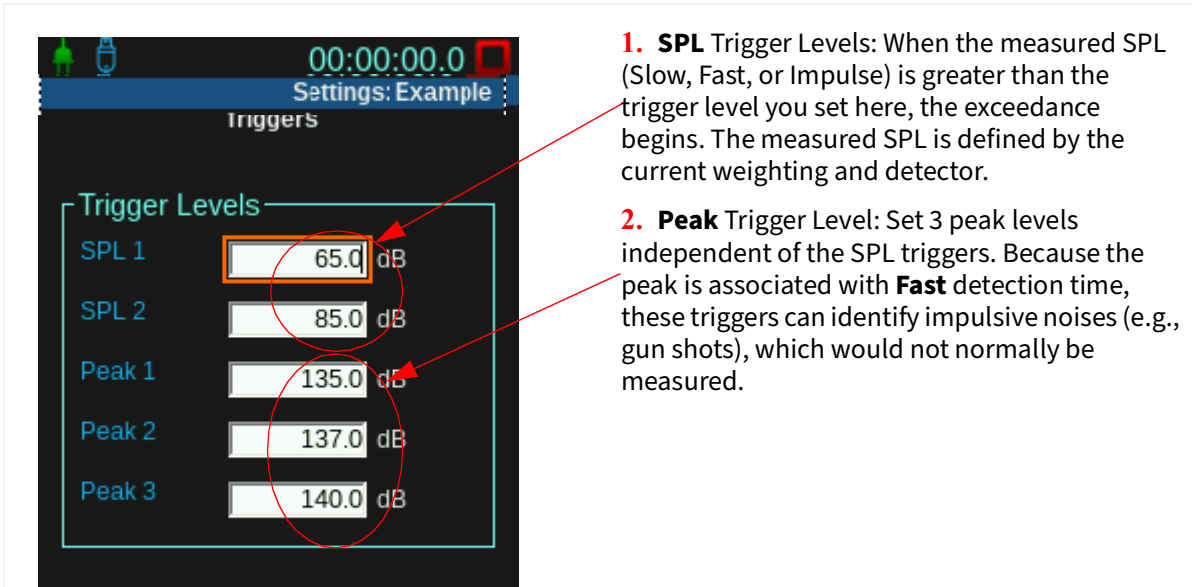 00:00:00.0
Settings: Example
Triggers
Trigger Levels
SPL 1 65.0 dB
SPL 2 85.0 dB
Peak 1 135.0 dB
Peak 2 137.0 dB
Peak 3 140.0 dB
1. SPL Trigger Levels: When the measured SPL
(Slow, Fast, or Impulse) is greater than the
trigger level you set here, the exceedance
begins. The measured SPL is defined by the
current weighting and detector.
2. Peak Trigger Level: Set 3 peak levels
independent of the SPL triggers. Because the
peak is associated with Fast detection time,
these triggers can identify impulsive noises (e.g.,
gun shots), which would not normally be
measured.